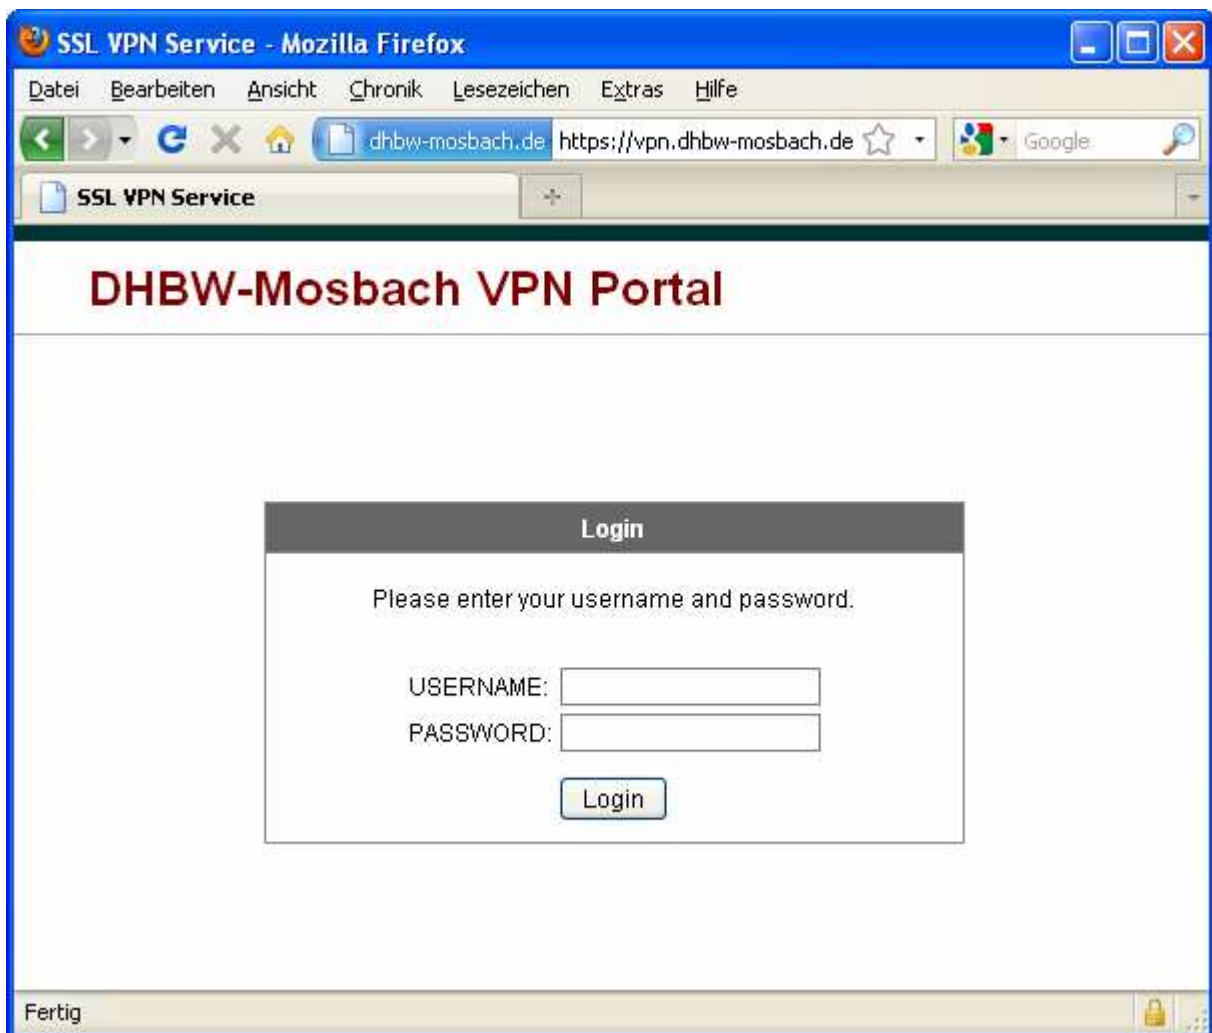 SSL VPN Service - Mozilla Firefox
Datei Bearbeiten Ansicht Chronik Lesezeichen Extras Hilfe
dhbw-mosbach.de https://vpn.dhbw-mosbach.de Google
SSL VPN Service
DHBW-Mosbach VPN Portal
Login
Please enter your username and password.
USERNAME:
PASSWORD:
Login
Fertig